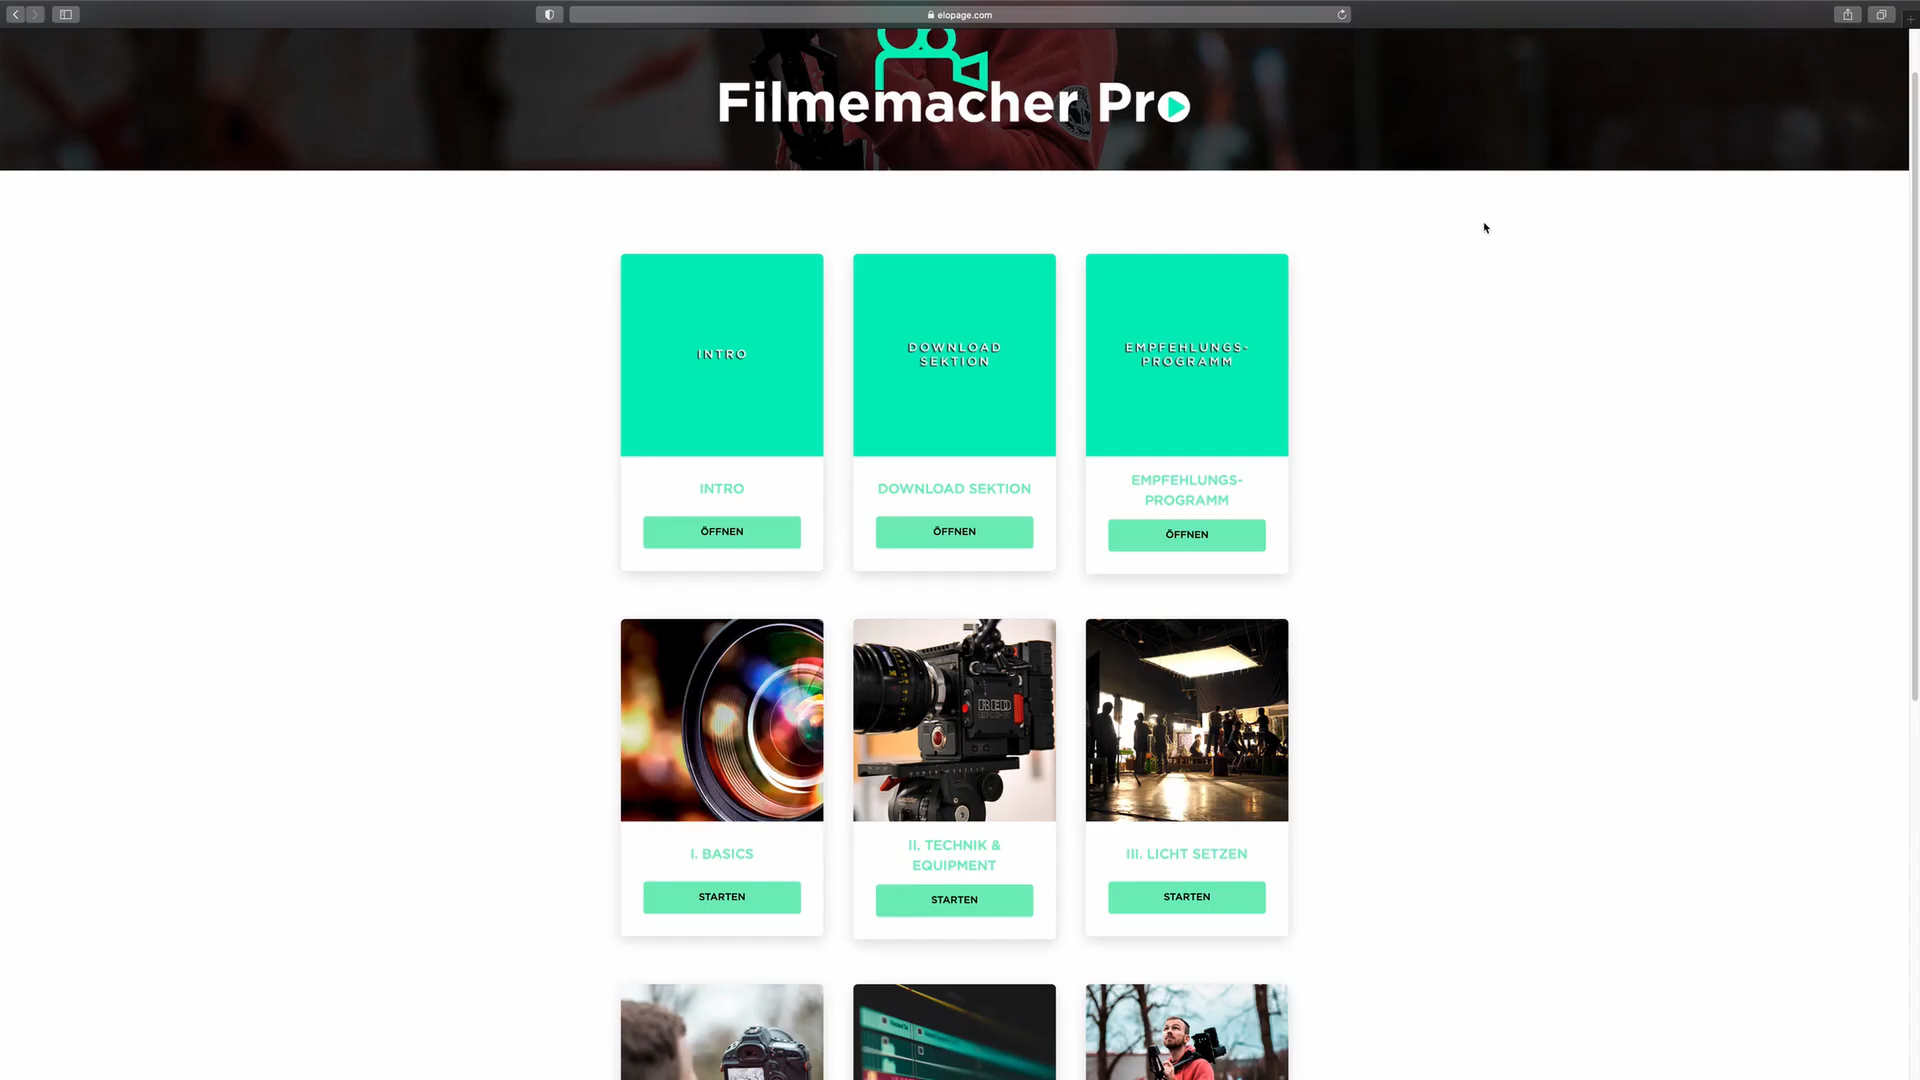 elopage.com
Filmemacher Pro
INTRO
DOWNLOAD
SEKTION
EMPFEHLUNGS-
PROGRAMM
INTRO
DOWNLOAD SEKTION
EMPFEHLUNGS-
PROGRAMM
ÖFFNEN
ÖFFNEN
ÖFFNEN
RED
I. BASICS
II. TECHNIK &
EQUIPMENT
III. LICHT SETZEN
STARTEN
STARTEN
STARTEN